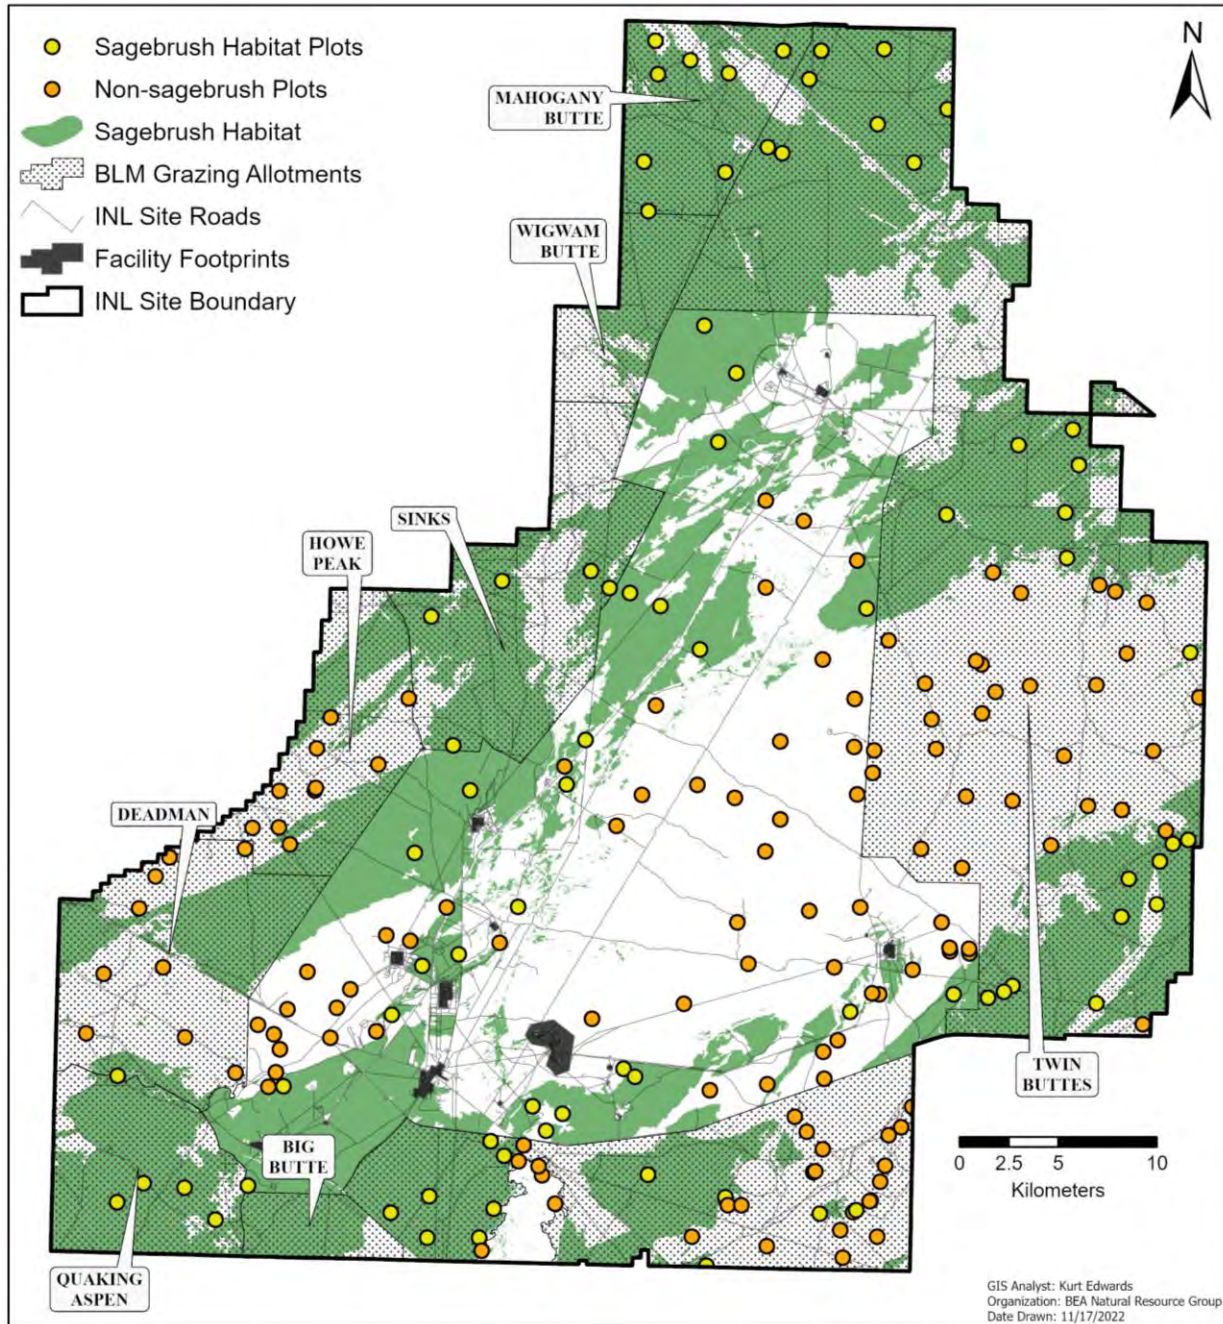 Sagebrush Habitat Plots
Non-sagebrush Plots
Sagebrush Habitat
BLM Grazing Allotments
INL Site Roads
Facility Footprints
INL Site Boundary
N
MAHOGANY
BUTTE
WIGWAM
BUTTE
SINKS
HOWE
PEAK
DEADMAN
TWIN
BUTTES
BIG
BUTTE
QUAKING
ASPEN
0 2.5 5 10
Kilometers
GIS Analyst: Kurt Edwards
Organization: BEA Natural Resource Group
Date Drawn: 11/17/2022